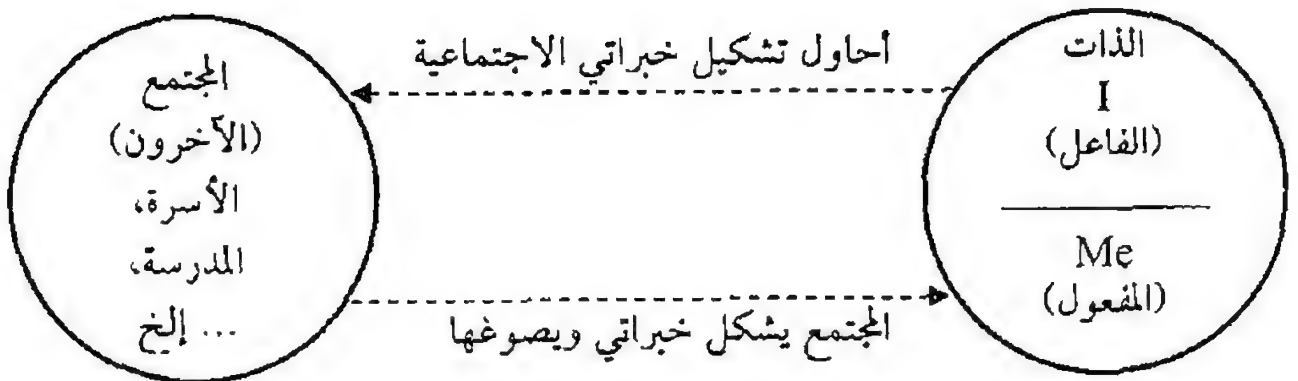 الذات
I
(الفاعل)
Me
(المفعول)
أحاول تشكيل خبراتي الاجتماعية
المجتمع يشكل خبراتي ويصوغها
المجتمع
(الآخرون)
الأسرة،
المدرسة،
... إلخ